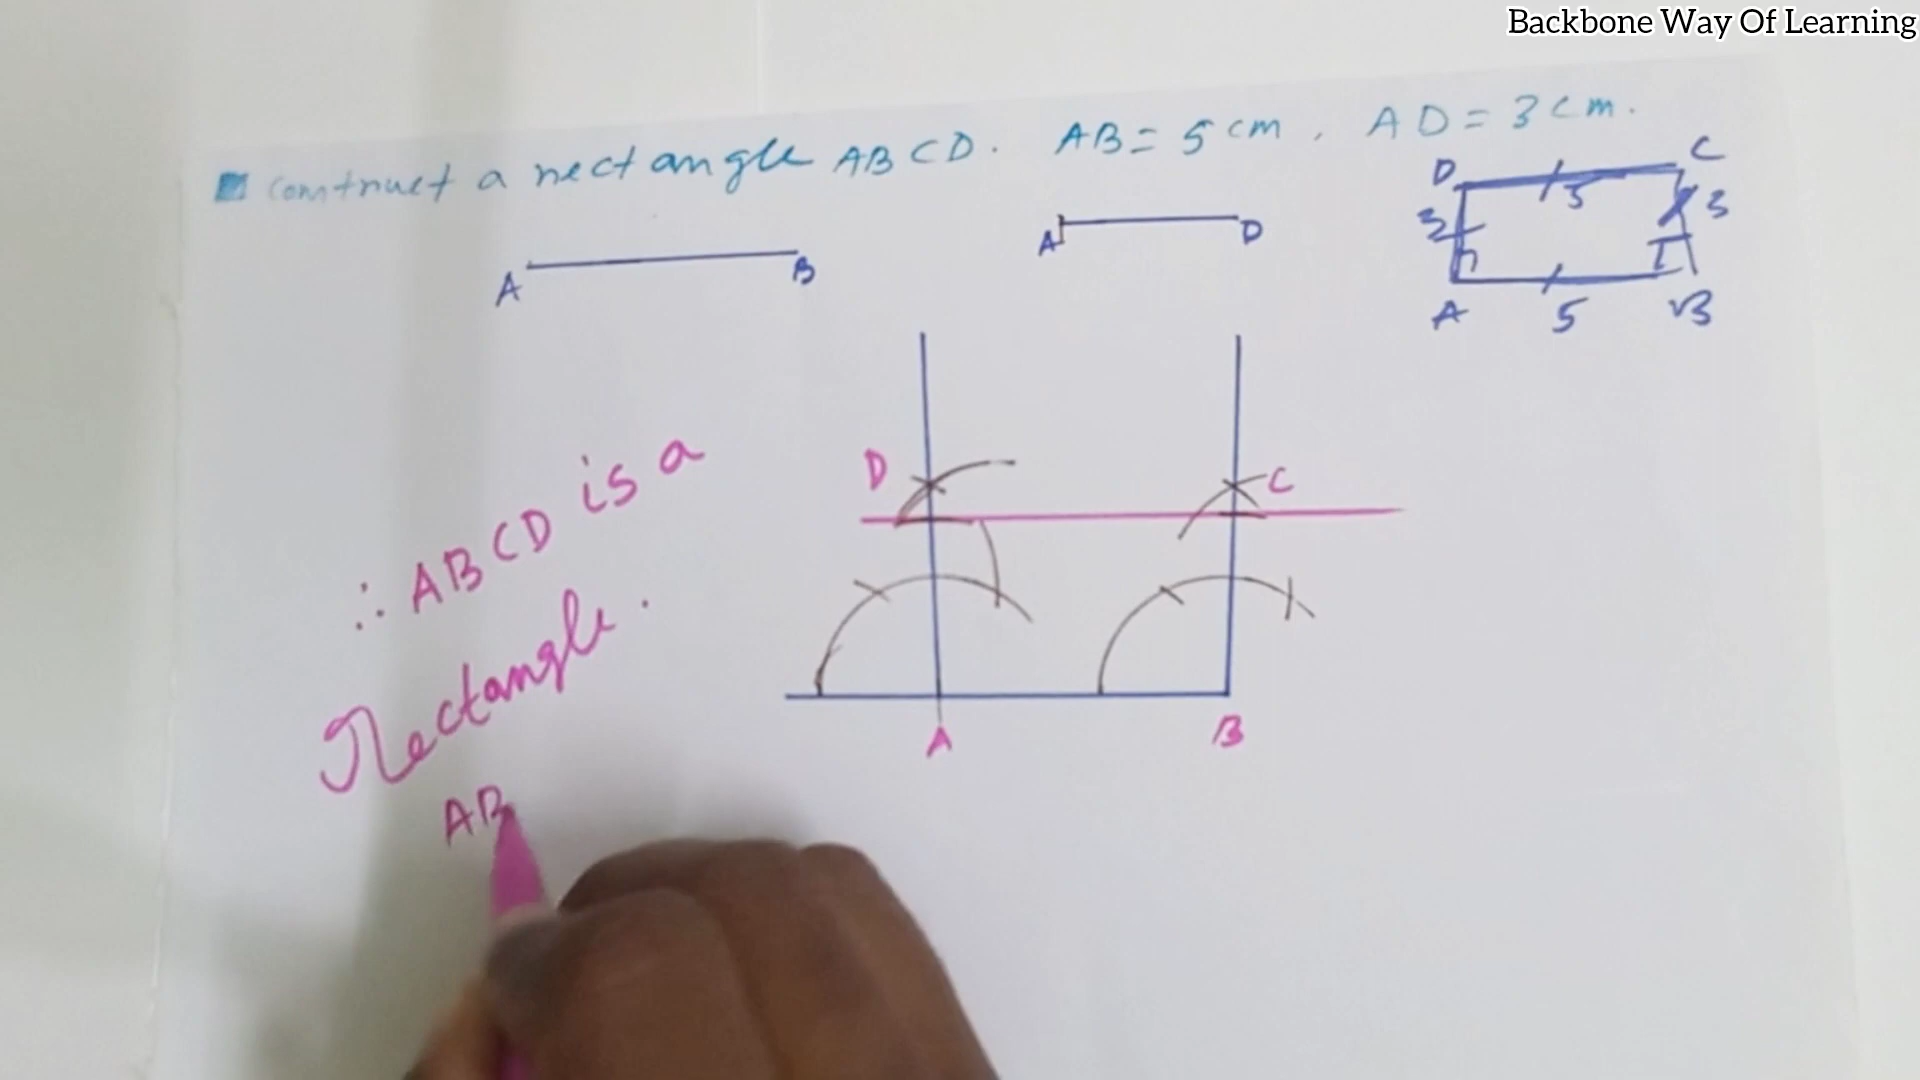 Backbone Way Of Learning
construct a rectangle ABCD. AB = 5 cm, AD = 3 cm.
A B
A D
D C
3 5 3
A 5 B
D C
∴ ABCD is a
Rectangle.
A B
AB